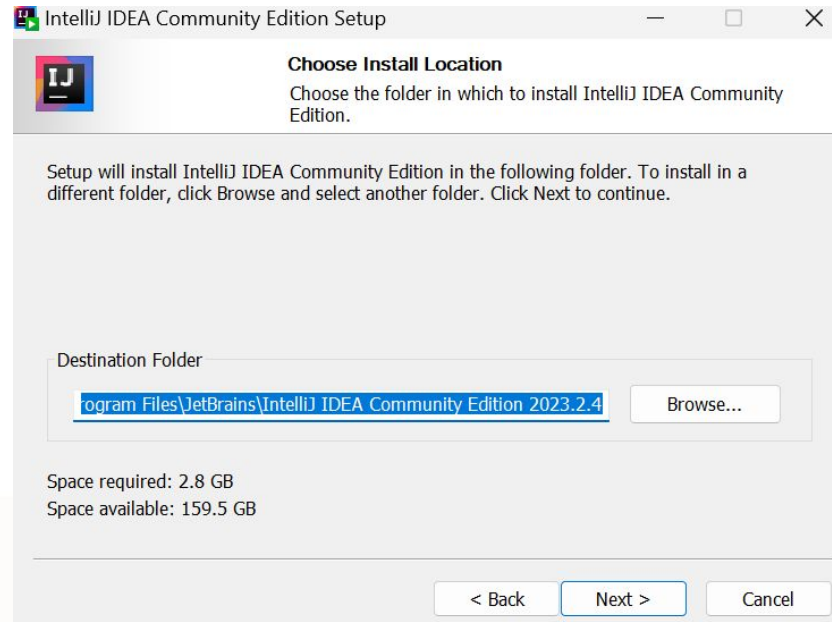 IntelliJ IDEA Community Edition Setup
IJ
Choose Install Location
Choose the folder in which to install IntelliJ IDEA Community
Edition.
Setup will install IntelliJ IDEA Community Edition in the following folder. To install in a
different folder, click Browse and select another folder. Click Next to continue.
Destination Folder
rogram Files\JetBrains\IntelliJ IDEA Community Edition 2023.2.4
Browse...
Space required: 2.8 GB
Space available: 159.5 GB
< Back
Next >
Cancel